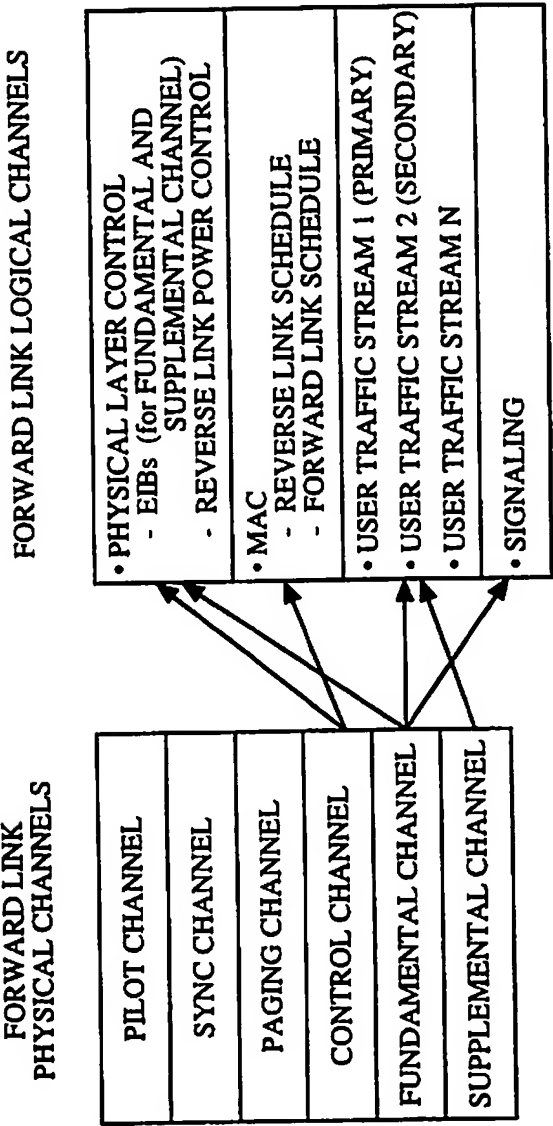 FORWARD LINK
PHYSICAL CHANNELS
PILOT CHANNEL
SYNC CHANNEL
PAGING CHANNEL
CONTROL CHANNEL
FUNDAMENTAL CHANNEL
SUPPLEMENTAL CHANNEL
FORWARD LINK LOGICAL CHANNELS
• PHYSICAL LAYER CONTROL
- EIBs (for FUNDAMENTAL AND
SUPPLEMENTAL CHANNEL)
- REVERSE LINK POWER CONTROL
• MAC
- REVERSE LINK SCHEDULE
- FORWARD LINK SCHEDULE
• USER TRAFFIC STREAM 1 (PRIMARY)
• USER TRAFFIC STREAM 2 (SECONDARY)
• USER TRAFFIC STREAM N
• SIGNALING